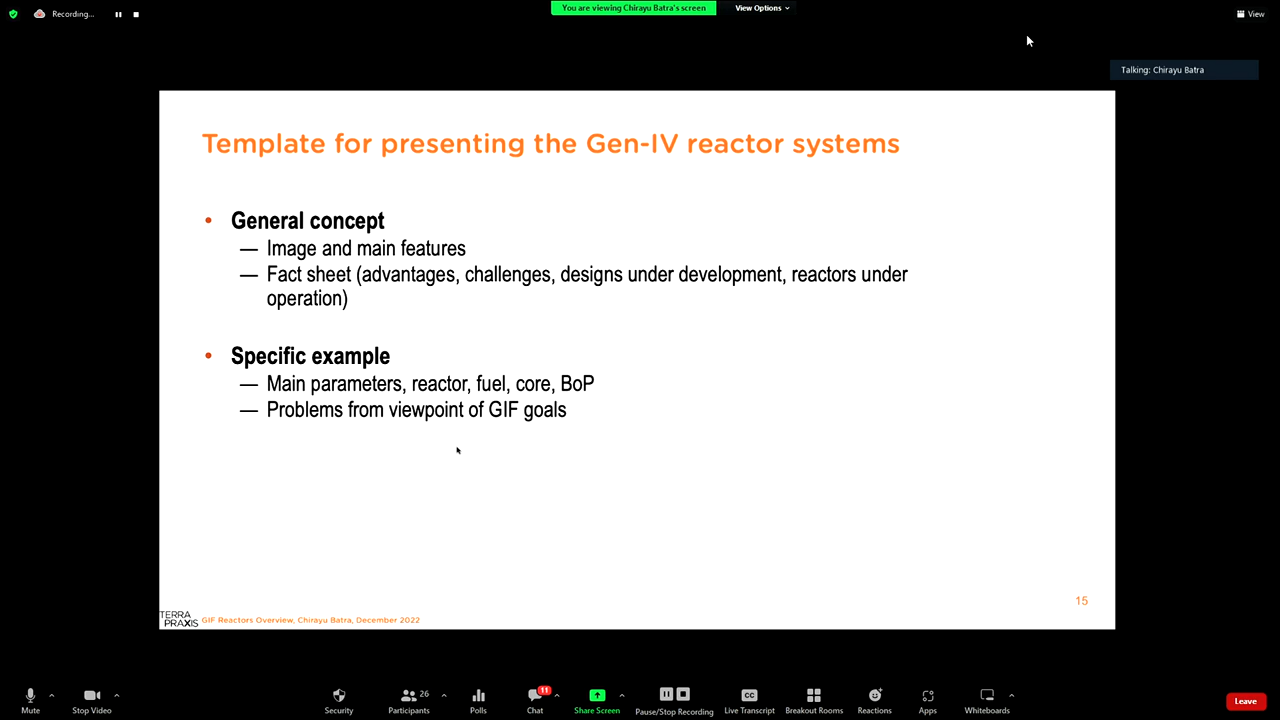 Recording...
You are viewing Chirayu Batra's screen
View Options
View
Talking: Chirayu Batra
Template for presenting the Gen-IV reactor systems
• General concept
— Image and main features
— Fact sheet (advantages, challenges, designs under development, reactors under
operation)
• Specific example
— Main parameters, reactor, fuel, core, BoP
— Problems from viewpoint of GIF goals
15
TERRA
PRAXIS
GIF Reactors Overview, Chirayu Batra, December 2022
Mute
Stop Video
Security
26
Participants
Polls
11
Chat
Share Screen
Pause/Stop Recording
CC
Live Transcript
Breakout Rooms
Reactions
Apps
Whiteboards
Leave